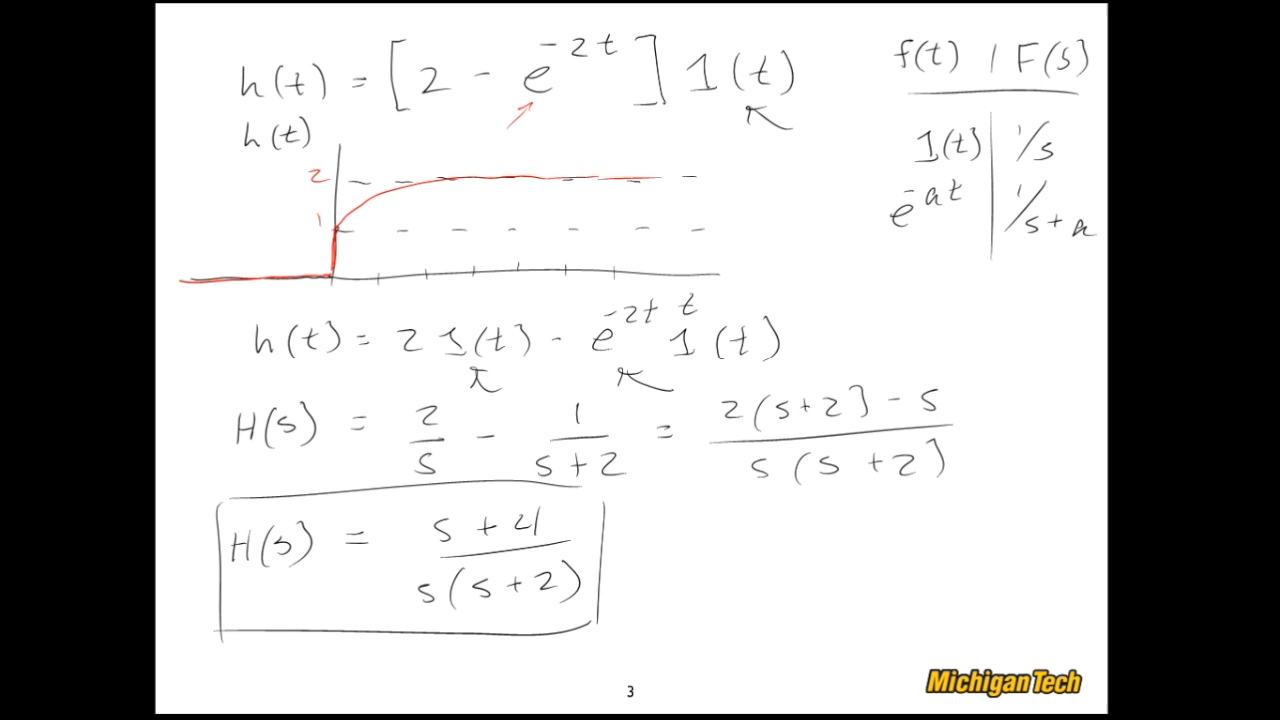 h(t) = [2 - e^{-2t}] 1(t)
f(t) | F(s)
1(t) | 1/s
e^{-at} | 1/s+a
h(t)
2
1
h(t) = 2 1(t) - e^{-2t} t 1(t)
H(s) = 2/s - 1/(s+2) = (2(s+2) - s)/(s(s+2))
H(s) = (s+4)/(s(s+2))
3
Michigan Tech